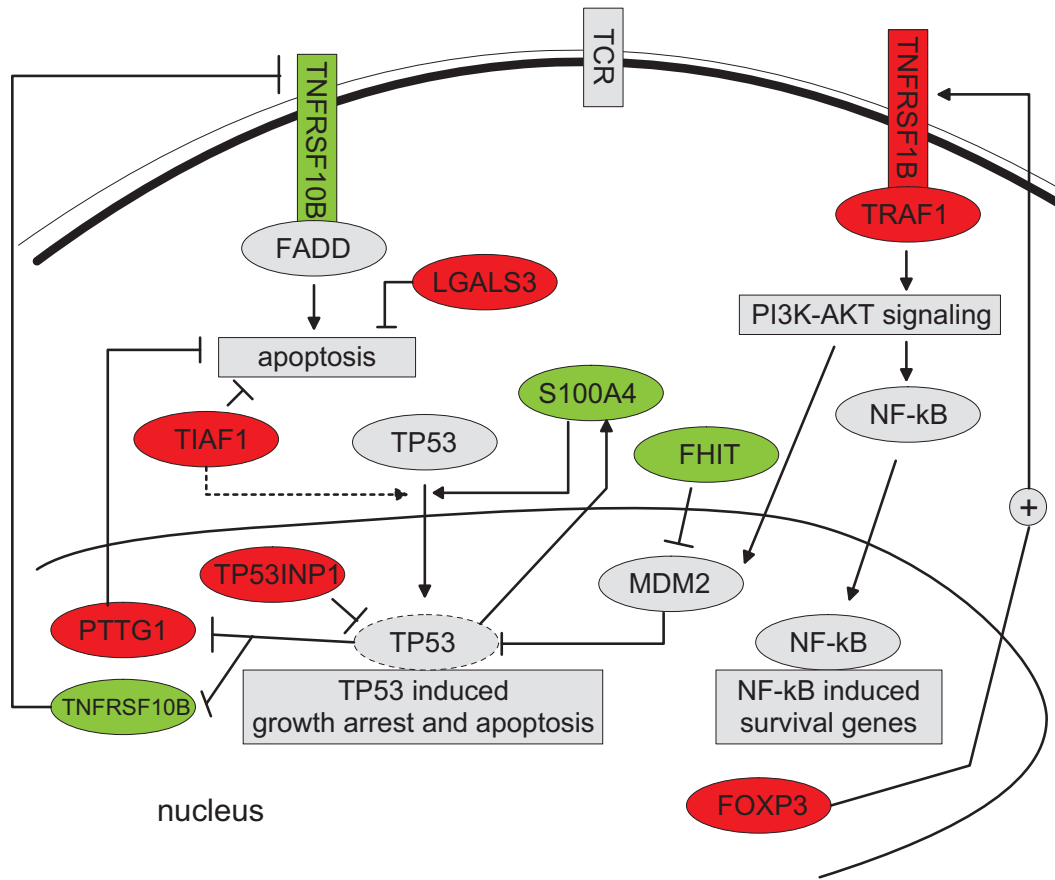 TCR
TNFRSF10B
TNFRSF1B
TRAF1
FADD
LGALS3
PI3K-AKT signaling
apoptosis
S100A4
NF-kB
TIAF1
TP53
FHIT
+
TP53INP1
MDM2
PTTG1
TP53
NF-kB
TNFRSF10B
TP53 induced
growth arrest and apoptosis
NF-kB induced
survival genes
FOXP3
nucleus